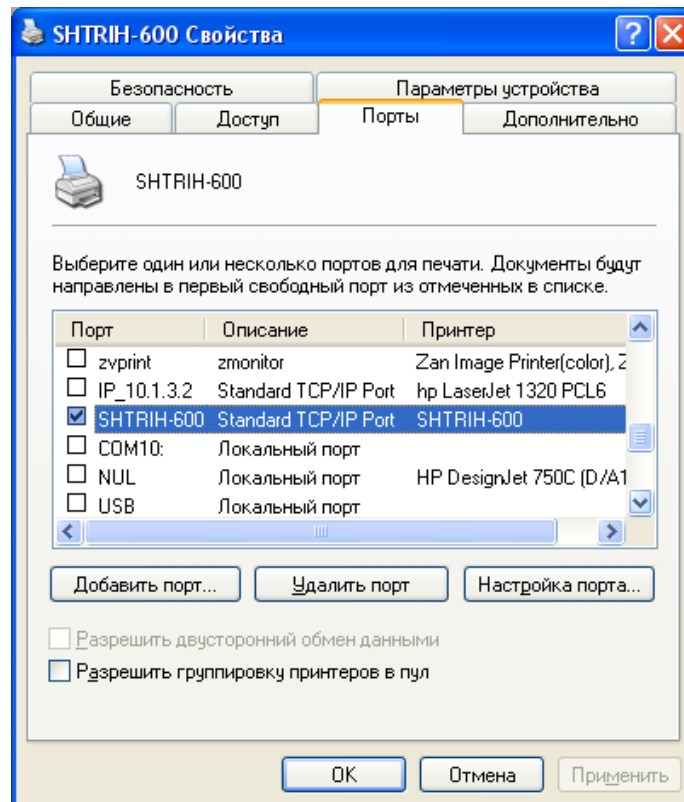 SHTRIH-600 Свойства
Безопасность Параметры устройства
Общие Доступ Порты Дополнительно
SHTRIH-600
Выберите один или несколько портов для печати. Документы будут
направлены в первый свободный порт из отмеченных в списке.
Порт Описание Принтер
zvprint zmonitor Zan Image Printer(color), Z
IP_10.1.3.2 Standard TCP/IP Port hp LaserJet 1320 PCL6
SHTRIH-600 Standard TCP/IP Port SHTRIH-600
COM10: Локальный порт
NUL Локальный порт HP DesignJet 750C (D/A1
USB Локальный порт
Добавить порт... Удалить порт Настройка порта...
Разрешить двусторонний обмен данными
Разрешить группировку принтеров в пул
OK Отмена Применить